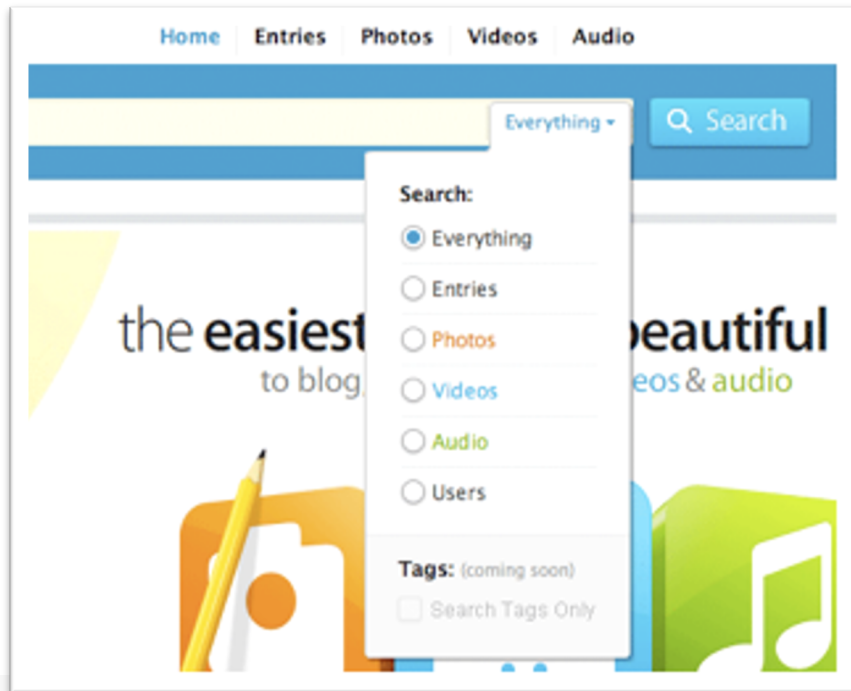 Home Entries Photos Videos Audio
Everything
Search
Search:
Everything
Entries
Photos
Videos
Audio
Users
Tags: (coming soon)
Search Tags Only
the easiest beautiful
to blog, eos & audio